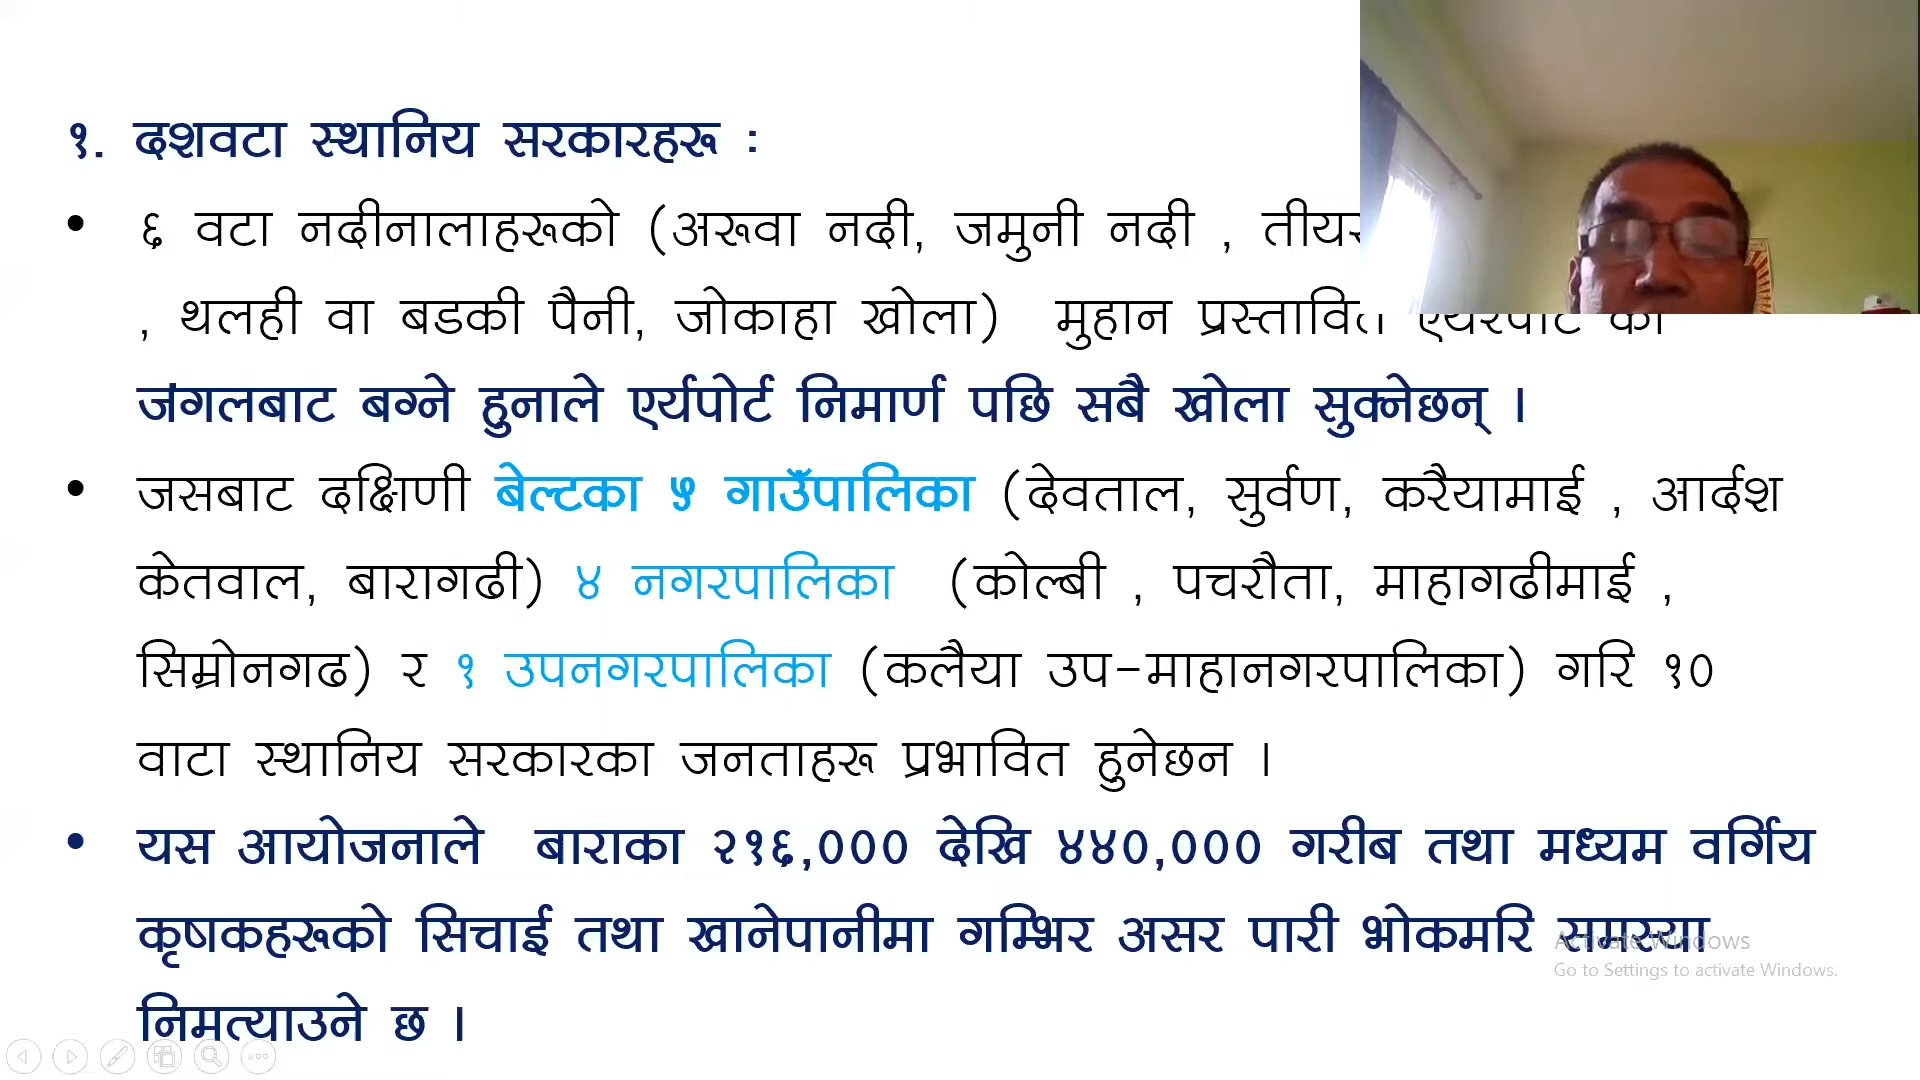 १. दशवटा स्थानिय सरकारहरू :
• ६ वटा नदीनालाहरूको (अरूवा नदी, जमुनी नदी ,
, थलही वा बडकी पैनी, जोकाहा खोला) मुहान प्रस्तावित एयरपोर्ट को
जंगलबाट बग्ने हुनाले एर्यपोर्ट निमार्ण पछि सबै खोला सुक्नेछन् ।
• जसबाट दक्षिणी बेल्टका ५ गाउँपालिका (देवताल, सुर्वण, करैयामाई , आर्दश
केतवाल, बारागढी) ४ नगरपालिका (कोल्बी , पचरौता, माहागढीमाई ,
सिम्रोनगढ) र १ उपनगरपालिका (कलैया उप-माहानगरपालिका) गरि १०
वाटा स्थानिय सरकारका जनताहरू प्रभावित हुनेछन ।
• यस आयोजनाले बाराका २१६,००० देखि ४४०,००० गरीब तथा मध्यम वर्गिय
कृषकहरूको सिचाई तथा खानेपानीमा गम्भिर असर पारी भोकमरि समस्या
निमत्याउने छ ।
Activate Windows
Go to Settings to activate Windows.